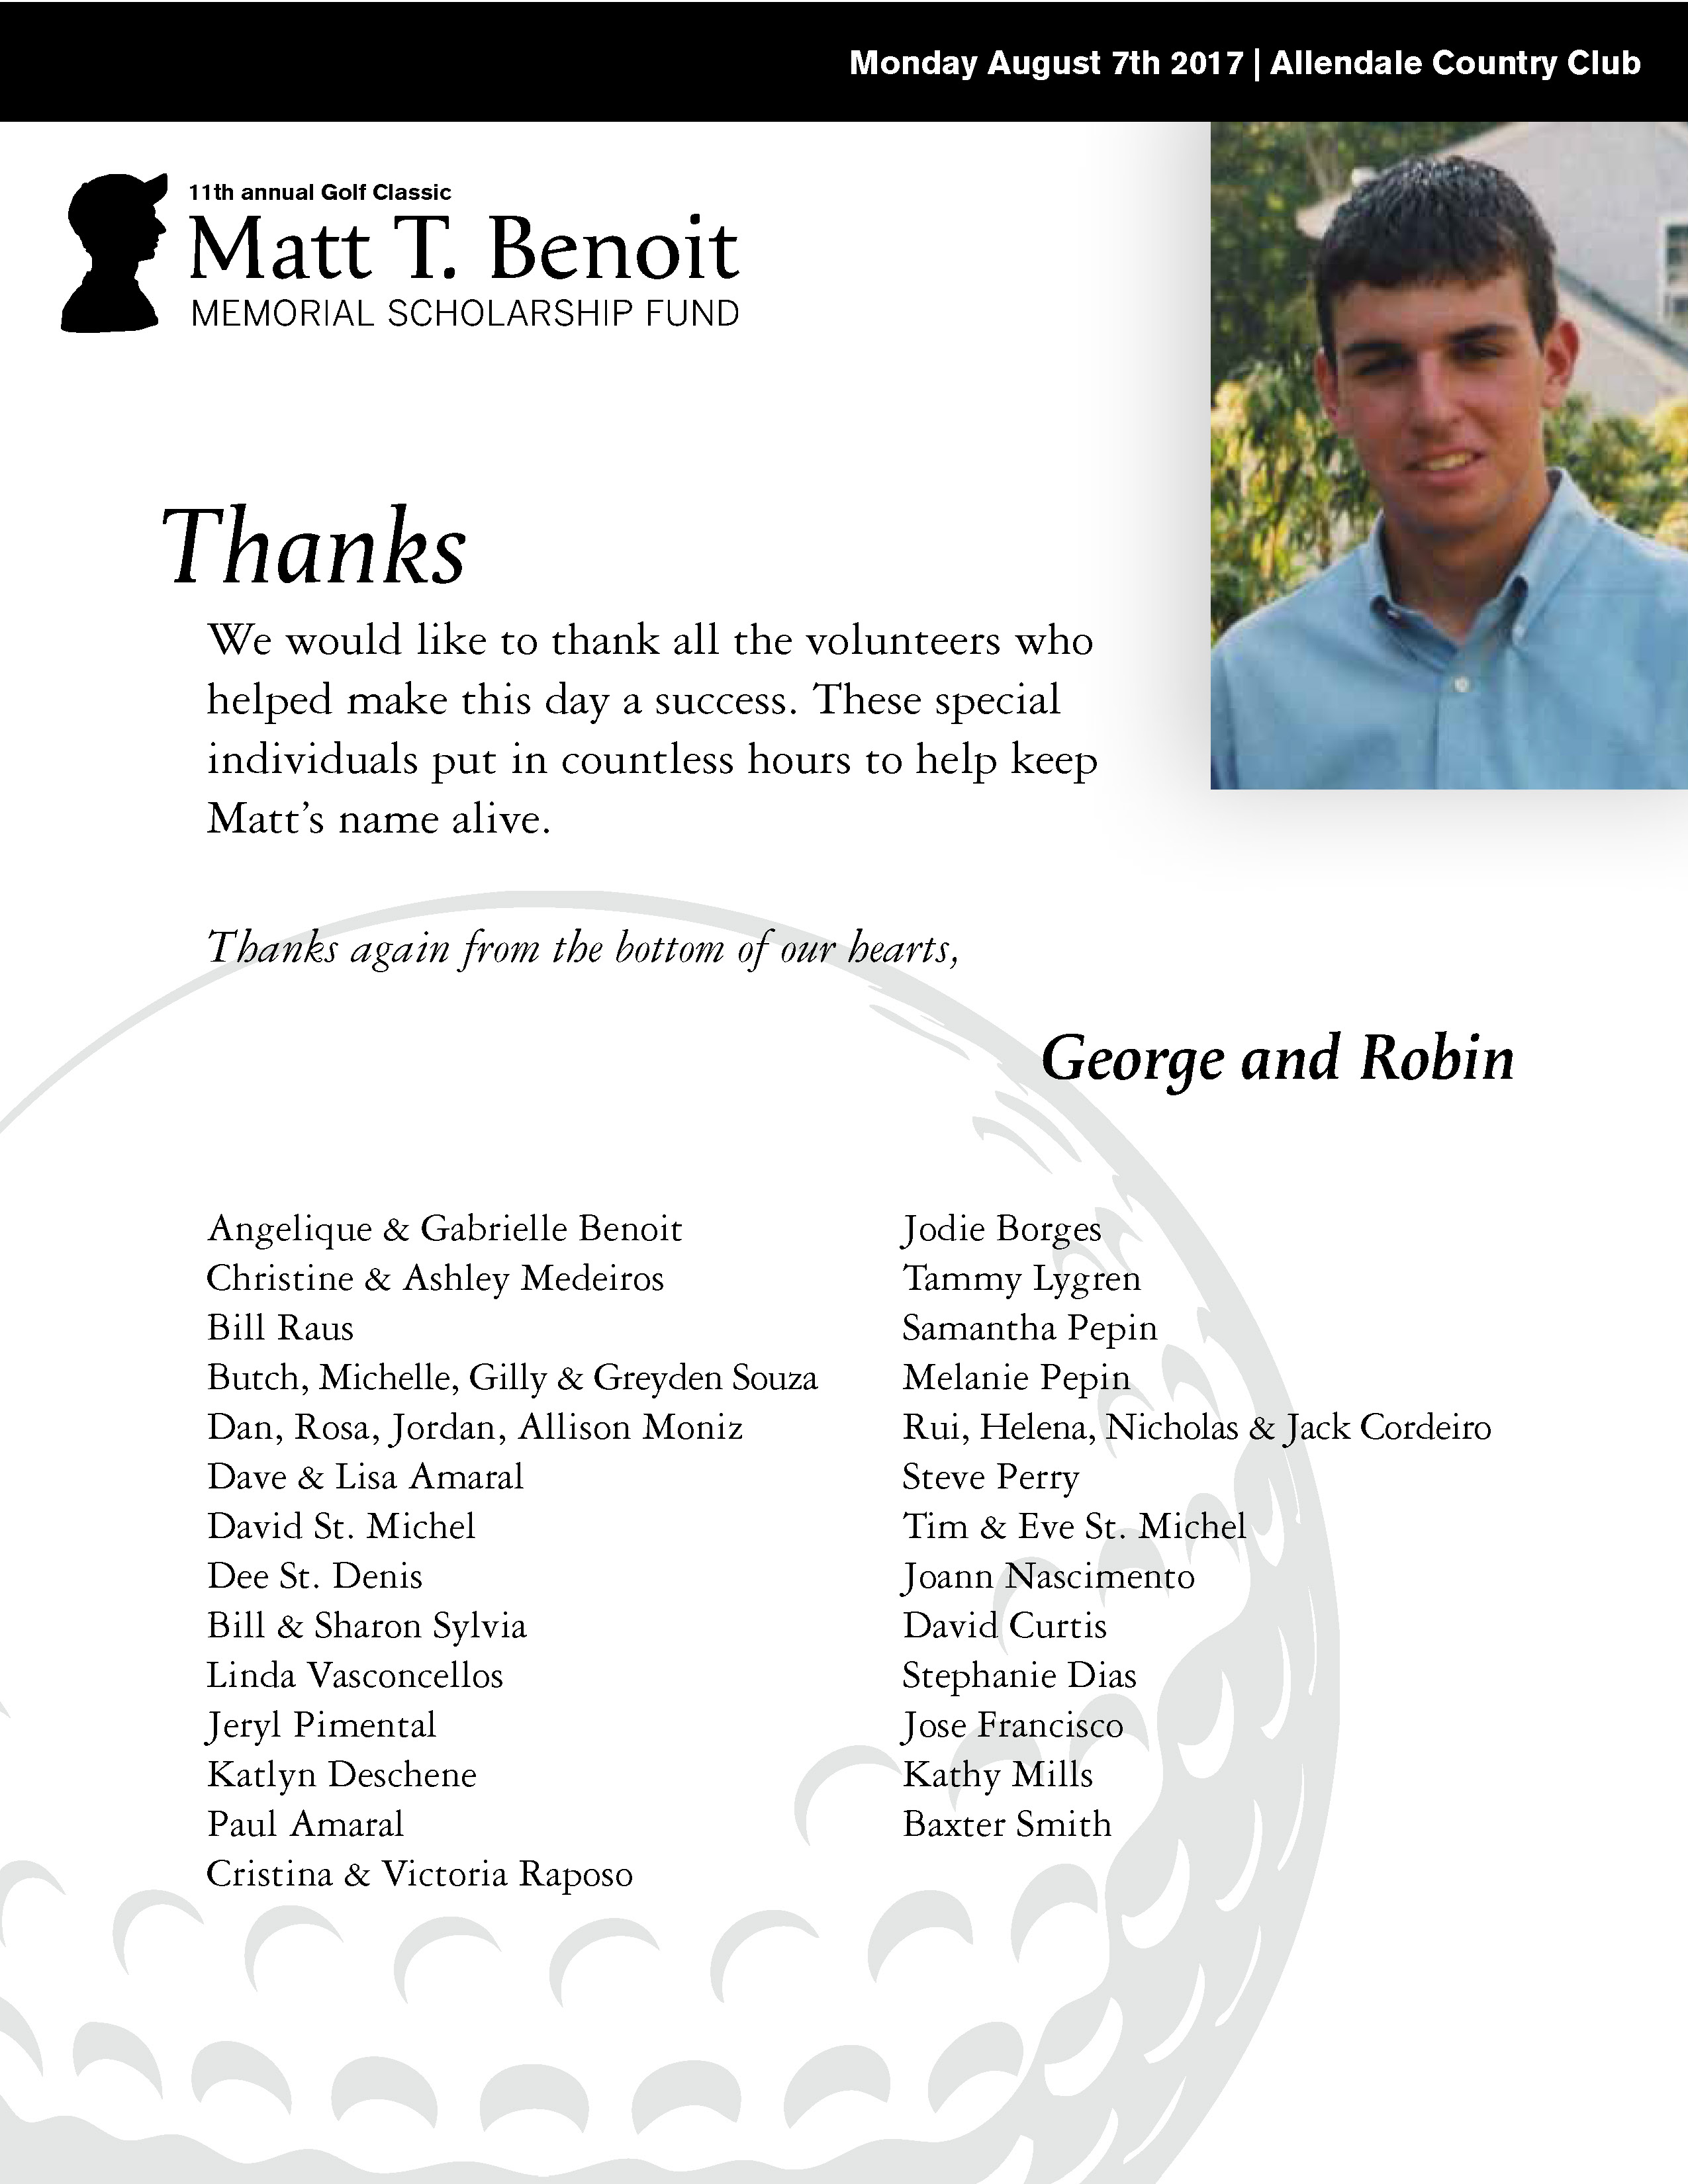 Monday August 7th 2017 | Allendale Country Club
11th annual Golf Classic
Matt T. Benoit
MEMORIAL SCHOLARSHIP FUND
Thanks
We would like to thank all the volunteers who
helped make this day a success. These special
individuals put in countless hours to help keep
Matt’s name alive.
Thanks again from the bottom of our hearts,
George and Robin
Angelique & Gabrielle Benoit
Christine & Ashley Medeiros
Bill Raus
Butch, Michelle, Gilly & Greyden Souza
Dan, Rosa, Jordan, Allison Moniz
Dave & Lisa Amaral
David St. Michel
Dee St. Denis
Bill & Sharon Sylvia
Linda Vasconcellos
Jeryl Pimental
Katlyn Deschene
Paul Amaral
Cristina & Victoria Raposo
Jodie Borges
Tammy Lygren
Samantha Pepin
Melanie Pepin
Rui, Helena, Nicholas & Jack Cordeiro
Steve Perry
Tim & Eve St. Michel
Joann Nascimento
David Curtis
Stephanie Dias
Jose Francisco
Kathy Mills
Baxter Smith